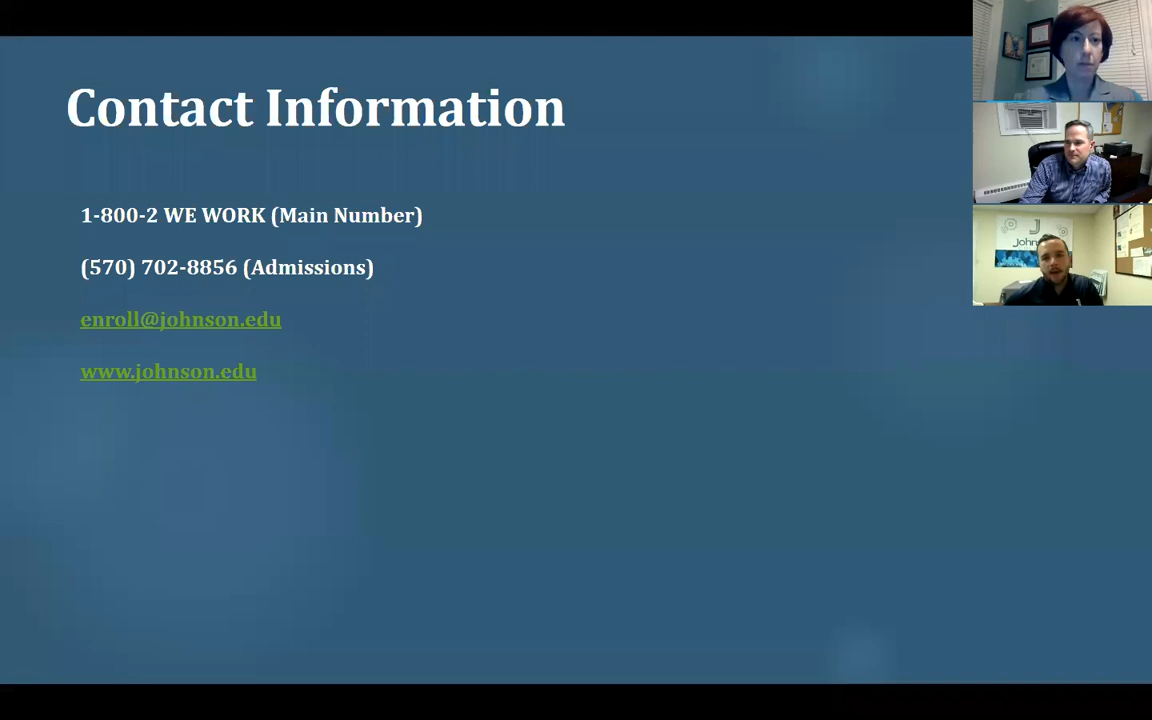 Contact Information
1-800-2 WE WORK (Main Number)
(570) 702-8856 (Admissions)
enroll@johnson.edu
www.johnson.edu
J